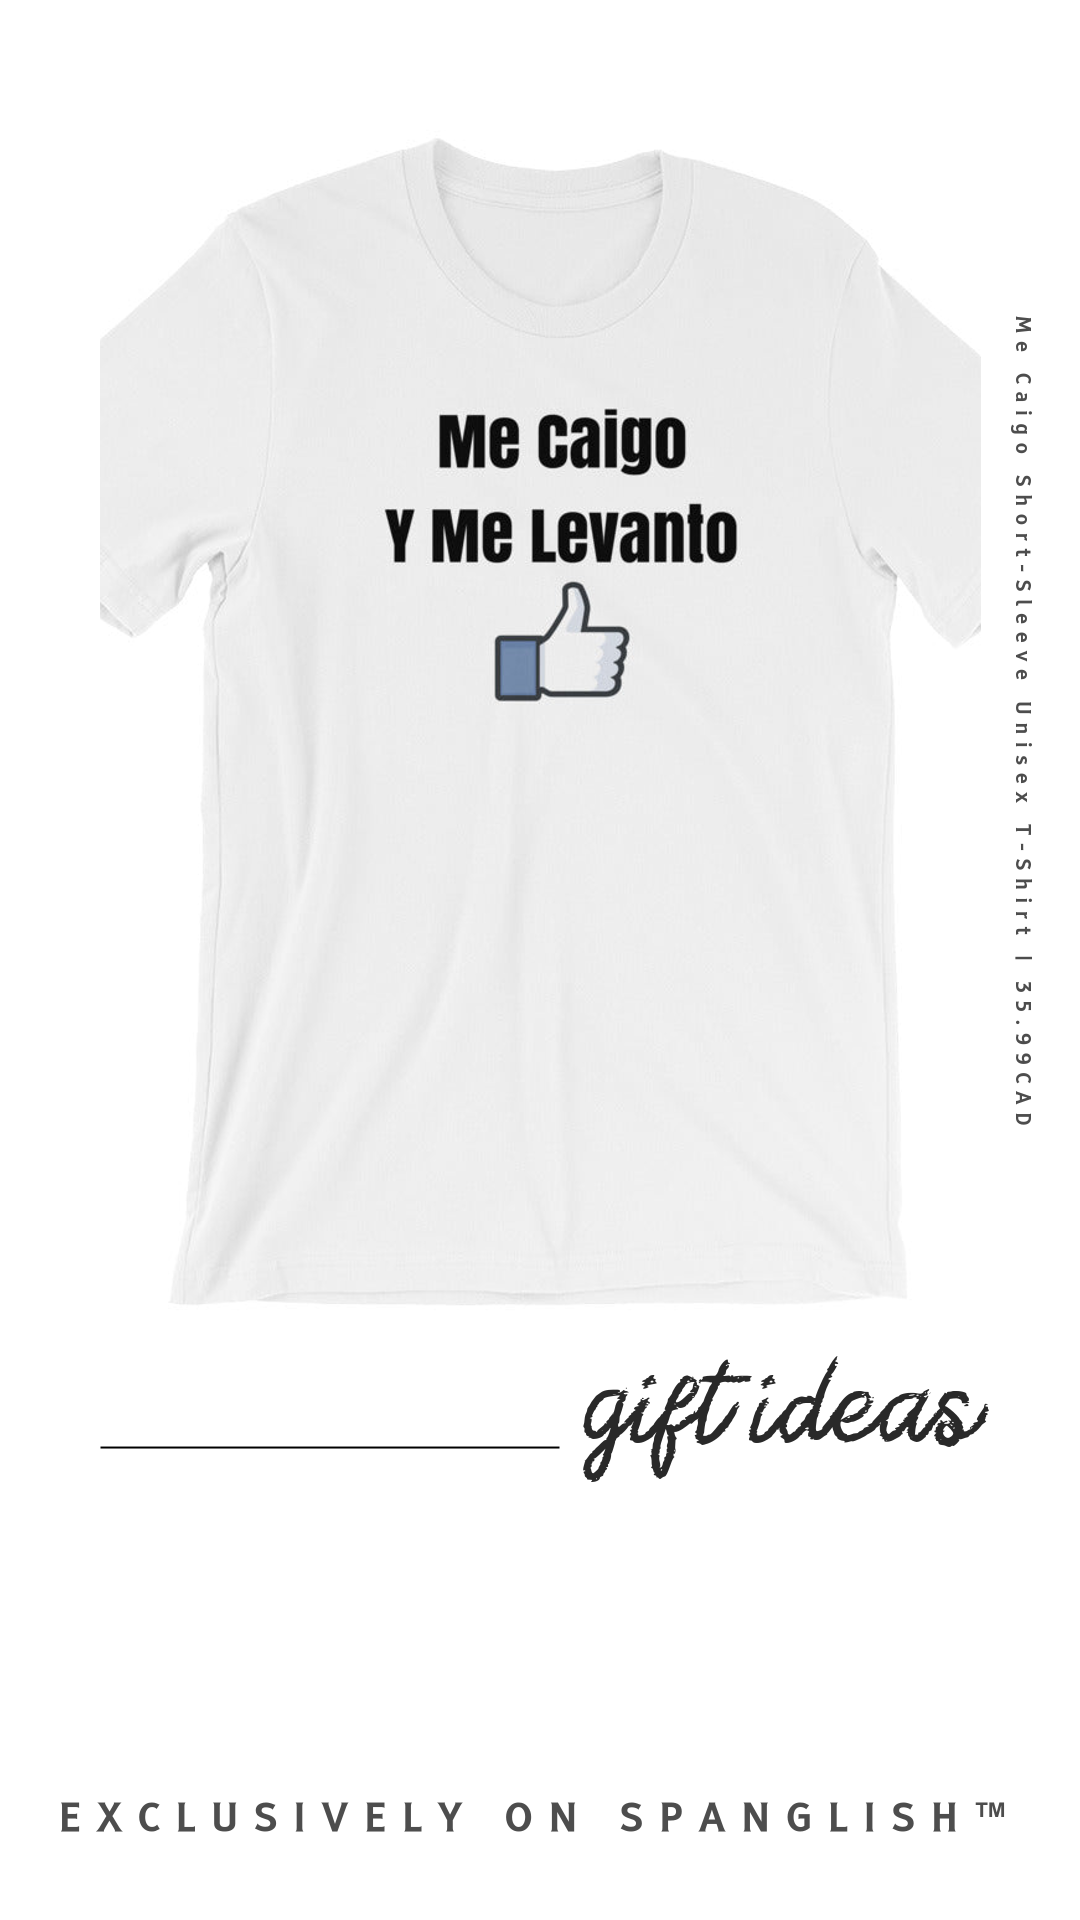 Me Caigo
Y Me Levanto
Me Caigo Short-Sleeve Unisex T-Shirt | 35.99CAD
gift ideas
EXCLUSIVELY ON SPANGLISH™